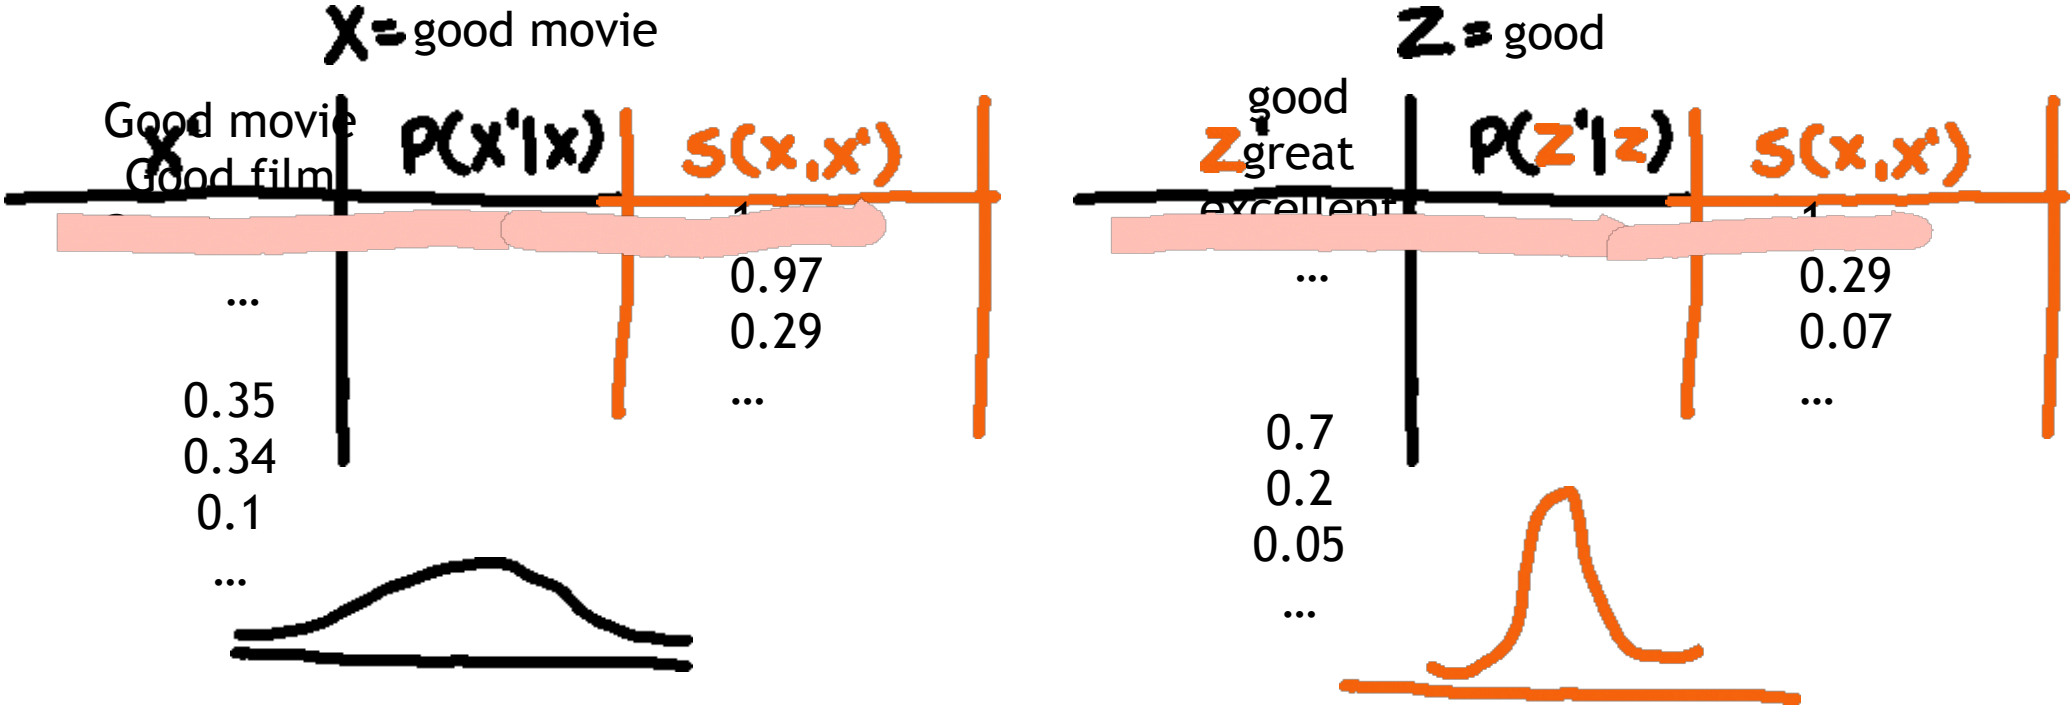 X = good movie
Good movie
X'
P(X'|X)
S(X,X')
Good film
1
0.97
0.29
...
...
0.35
0.34
0.1
...
Z = good
good
Z'
great
P(Z'|Z)
S(X,X')
excellent
1
...
0.29
0.07
...
0.7
0.2
0.05
...